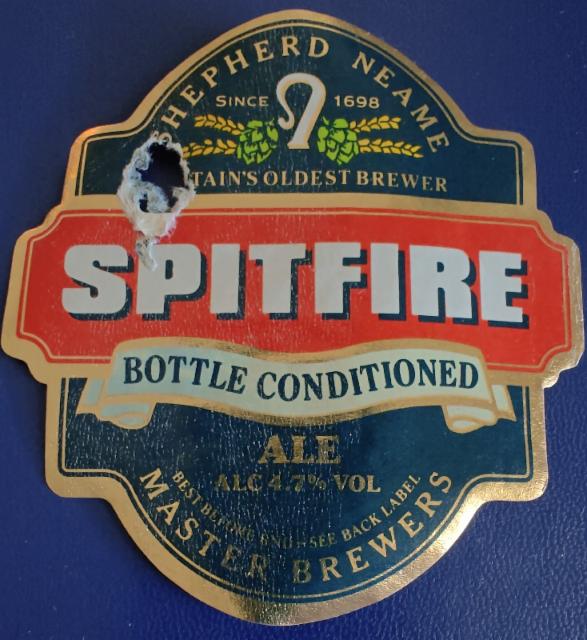 SHEPHERD NEAME
SINCE 1698
TAIN'S OLDEST BREWER
SPITFIRE
BOTTLE CONDITIONED
ALE
ALC 4.7% VOL
BEST BEFORE END - SEE BACK LABEL
MASTER BREWERS